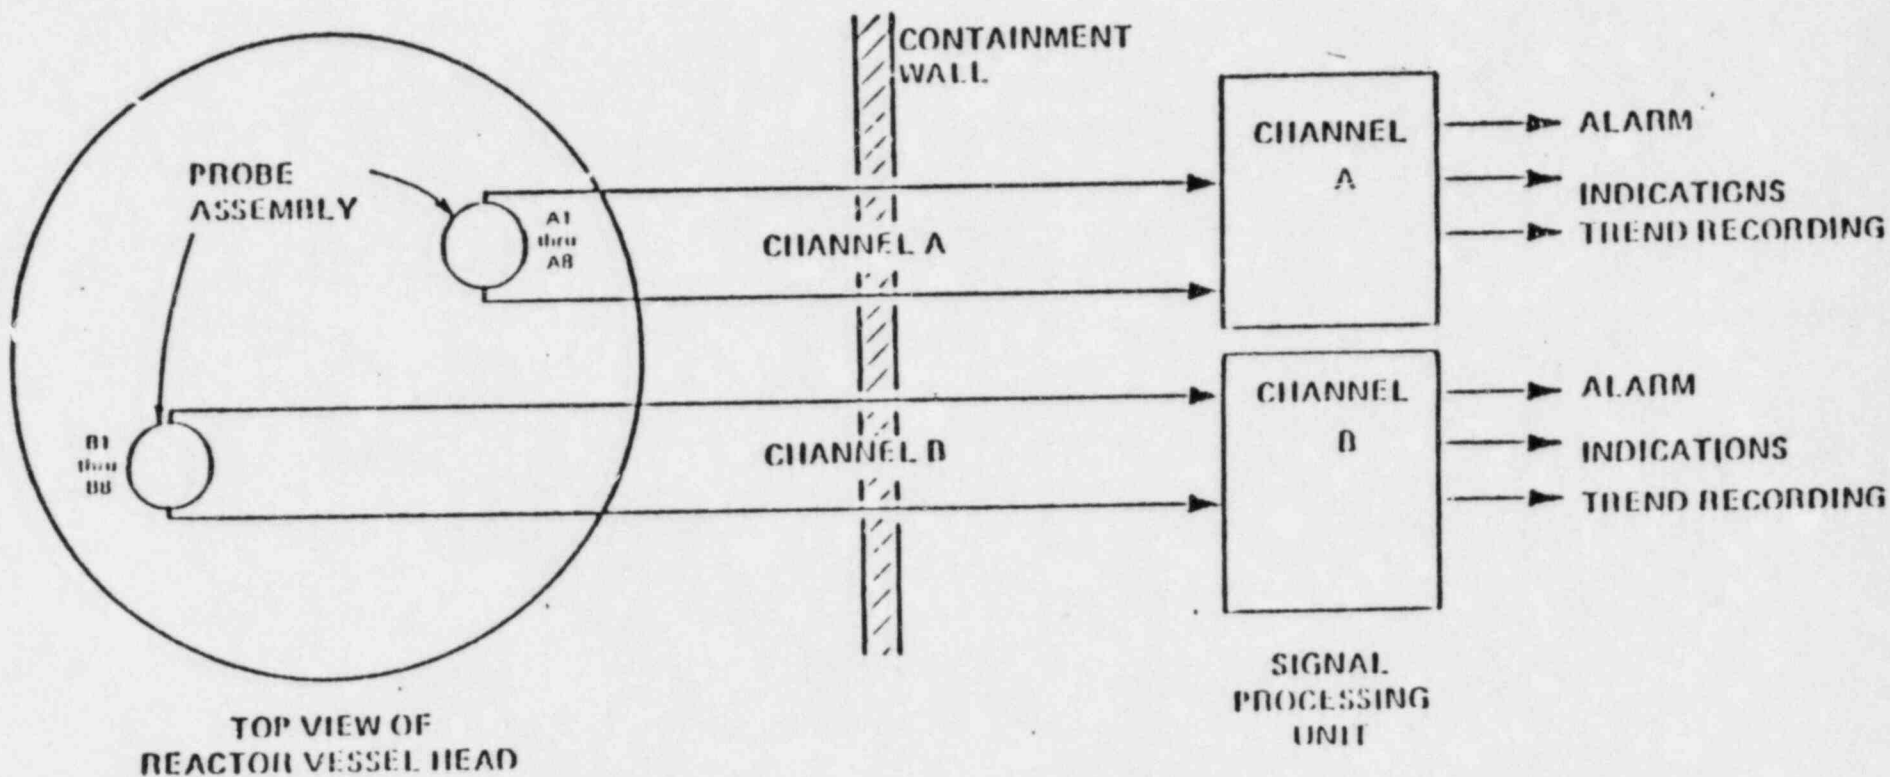 CONTAINMENT
WALL
PROBE
ASSEMBLY
A1
thru
A8
CHANNEL A
CHANNEL
A
ALARM
INDICATIONS
TREND RECORDING
B1
thru
B8
CHANNEL B
CHANNEL
B
ALARM
INDICATIONS
TREND RECORDING
TOP VIEW OF
REACTOR VESSEL HEAD
SIGNAL
PROCESSING
UNIT